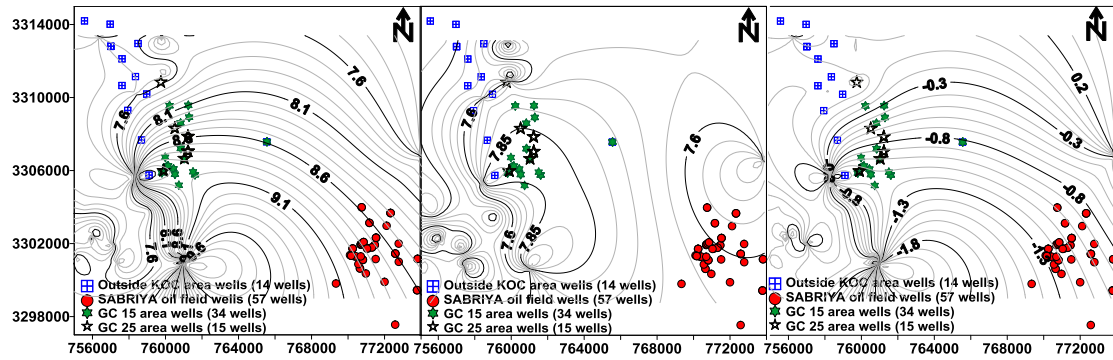 3314000
3310000
3306000
3302000
3298000
N
7.6
8.1
7.6
8.1
8.6
9.1
7.6
Outside KOC area wells (14 wells)
SABRIYA oil field wells (57 wells)
GC 15 area wells (34 wells)
GC 25 area wells (15 wells)
756000 760000 764000 768000 772000
N
7.6
7.85
7.6
7.6
7.85
Outside KOC area wells (14 wells)
SABRIYA oil field wells (57 wells)
GC 15 area wells (34 wells)
GC 25 area wells (15 wells)
756000 760000 764000 768000 772000
N
0.2
-0.3
-0.3
-0.8
-0.8
-0.8
-1.3
-1.8
Outside KOC area wells (14 wells)
SABRIYA oil field wells (57 wells)
GC 15 area wells (34 wells)
GC 25 area wells (15 wells)
756000 760000 764000 768000 772000